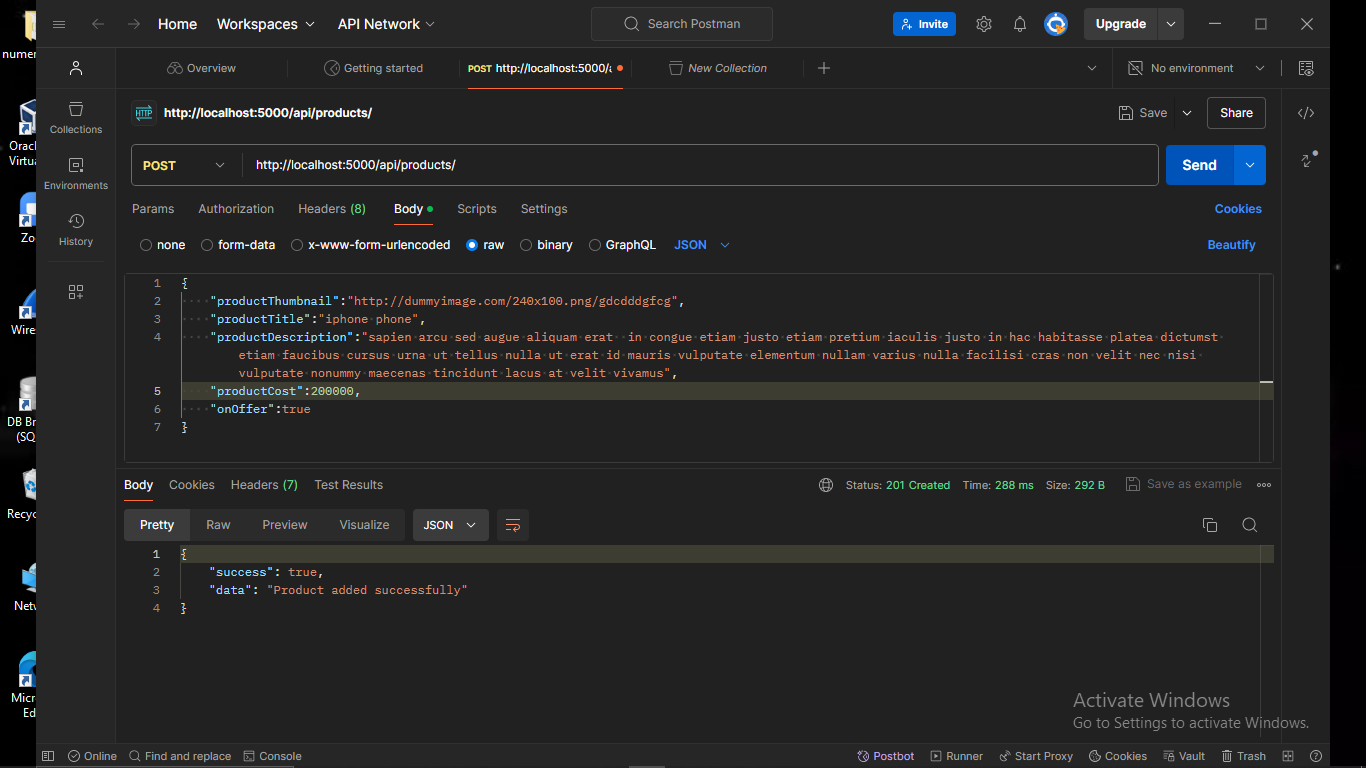 Home Workspaces API Network Search Postman Invite Upgrade
Overview Getting started POST http://localhost:5000/ New Collection No environment
HTTP http://localhost:5000/api/products/ Save Share
POST http://localhost:5000/api/products/ Send
Params Authorization Headers (8) Body Scripts Settings Cookies
none form-data x-www-form-urlencoded raw binary GraphQL JSON Beautify
1 {
2 "productThumbnail":"http://dummyimage.com/240x100.png/gdcdddgfcg",
3 "productTitle":"iphone phone",
4 "productDescription":"sapien arcu sed augue aliquam erat  in congue etiam justo etiam pretium iaculis justo in hac habitasse platea dictumst
etiam faucibus cursus urna ut tellus nulla ut erat id mauris vulputate elementum nullam varius nulla facilisi cras non velit nec nisi
vulputate nonummy maecenas tincidunt lacus at velit vivamus",
5 "productCost":200000,
6 "onOffer":true
7 }
Body Cookies Headers (7) Test Results Status: 201 Created Time: 288 ms Size: 292 B Save as example
Pretty Raw Preview Visualize JSON
1 {
2 "success": true,
3 "data": "Product added successfully"
4 }
Collections
Environments
History
numer
Orac
Virtua
Zo
Wire
DB Br
(SQ
Recyc
Netw
Micr
Ed
Activate Windows
Go to Settings to activate Windows.
Online Find and replace Console Postbot Runner Start Proxy Cookies Vault Trash